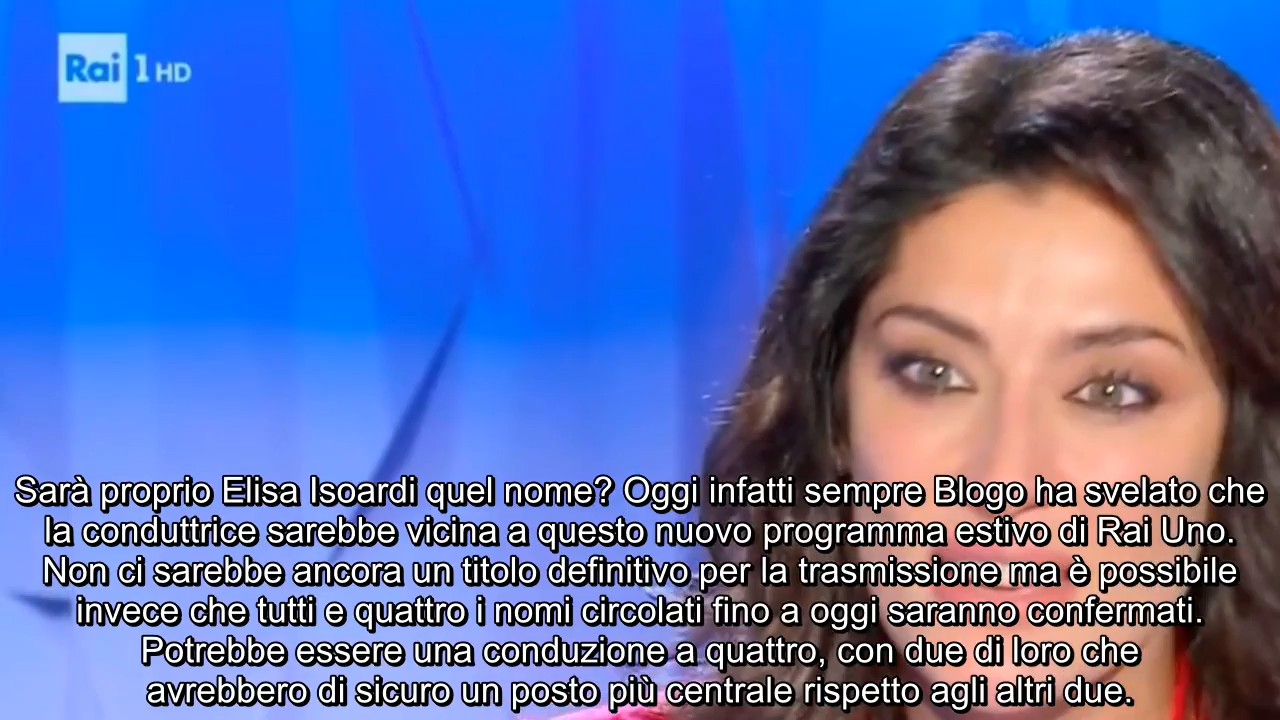 Rai 1 HD
Sarà proprio Elisa Isoardi quel nome? Oggi infatti sempre Blogo ha svelato che
la conduttrice sarebbe vicina a questo nuovo programma estivo di Rai Uno.
Non ci sarebbe ancora un titolo definitivo per la trasmissione ma è possibile
invece che tutti e quattro i nomi circolati fino a oggi saranno confermati.
Potrebbe essere una conduzione a quattro, con due di loro che
avrebbero di sicuro un posto più centrale rispetto agli altri due.